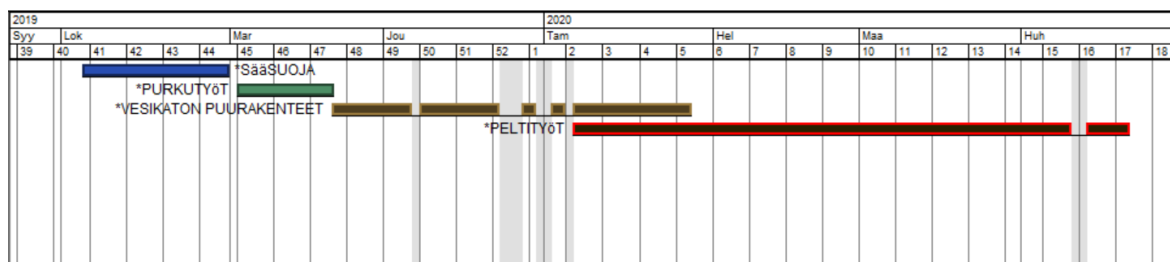 2019 2020
Syy Lok Mar Jou Tam Hel Maa Huh
39 40 41 42 43 44 45 46 47 48 49 50 51 52 1 2 3 4 5 6 7 8 9 10 11 12 13 14 15 16 17 18
*SääSUOJA
*PURKUTYöT
*VESIKATON PUURAKENTEET
*PELTITYöT